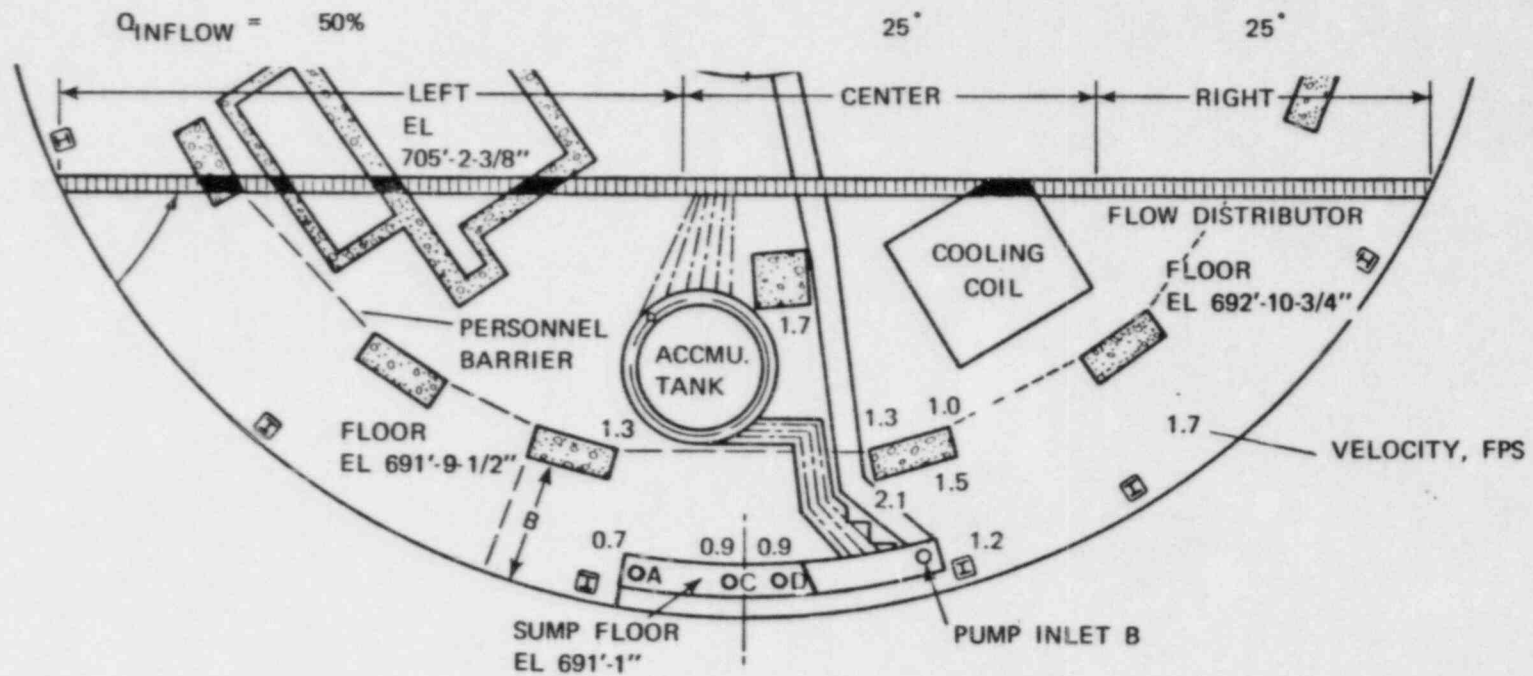 QINFLOW = 50% 25° 25°
LEFT CENTER RIGHT
EL
705'-2-3/8"
FLOW DISTRIBUTOR
COOLING
COIL
FLOOR
EL 692'-10-3/4"
PERSONNEL
BARRIER
1.7
ACCMU.
TANK
FLOOR
EL 691'-9-1/2"
1.3
1.3
1.0
1.7
VELOCITY, FPS
1.5
2.1
B
0.7
0.9
0.9
1.2
OA
OC
OD
SUMP FLOOR
EL 691'-1"
PUMP INLET B